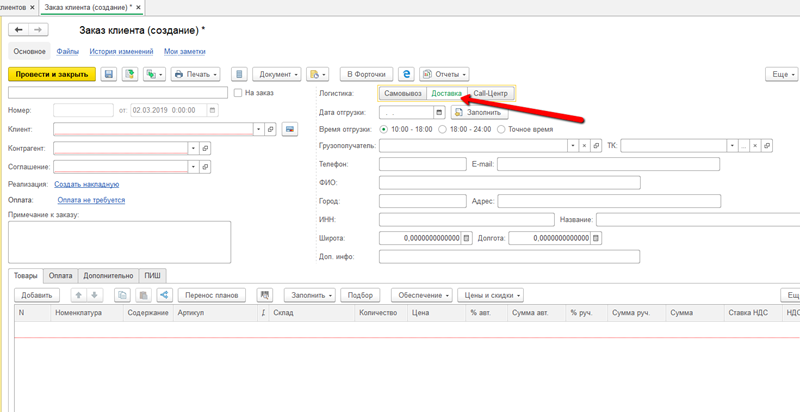 лиентов × Заказ клиента (создание) * ×
Заказ клиента (создание) *
Основное Файлы История изменений Мои заметки
Провести и закрыть Печать Документ В Форточки Отчеты Еще
На заказ Логистика: Самовывоз Доставка Call-Центр
Номер: от: 02.03.2019 0:00:00 Дата отгрузки: . . Заполнить
Клиент: Время отгрузки: 10:00 - 18:00 18:00 - 24:00 Точное время
Контрагент: Грузополучатель: ТК:
Соглашение: Телефон: E-mail:
Реализация: Создать накладную ФИО:
Оплата: Оплата не требуется Город: Адрес:
Примечание к заказу: ИНН: Название:
Широта: 0,0000000000000 Долгота: 0,0000000000000
Доп. инфо:
Товары Оплата Дополнительно ПИШ
Добавить Перенос планов Заполнить Подбор Обеспечение Цены и скидки Ещ
N Номенклатура Содержание Артикул Склад Количество Цена % авт. Сумма авт. % руч. Сумма руч. Сумма Ставка НДС НДС